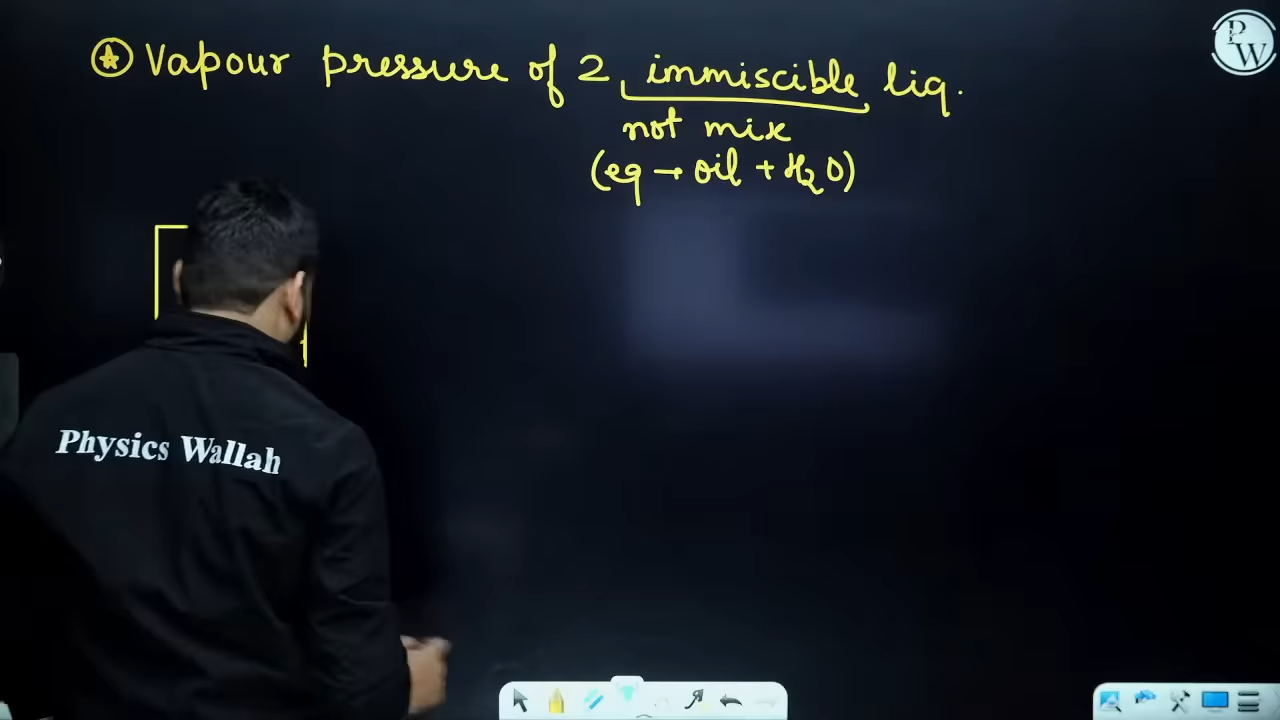 ⍟ Vapour pressure of 2 immiscible liq.
not mix
(eg → oil + H₂O)
Physics Wallah
PW